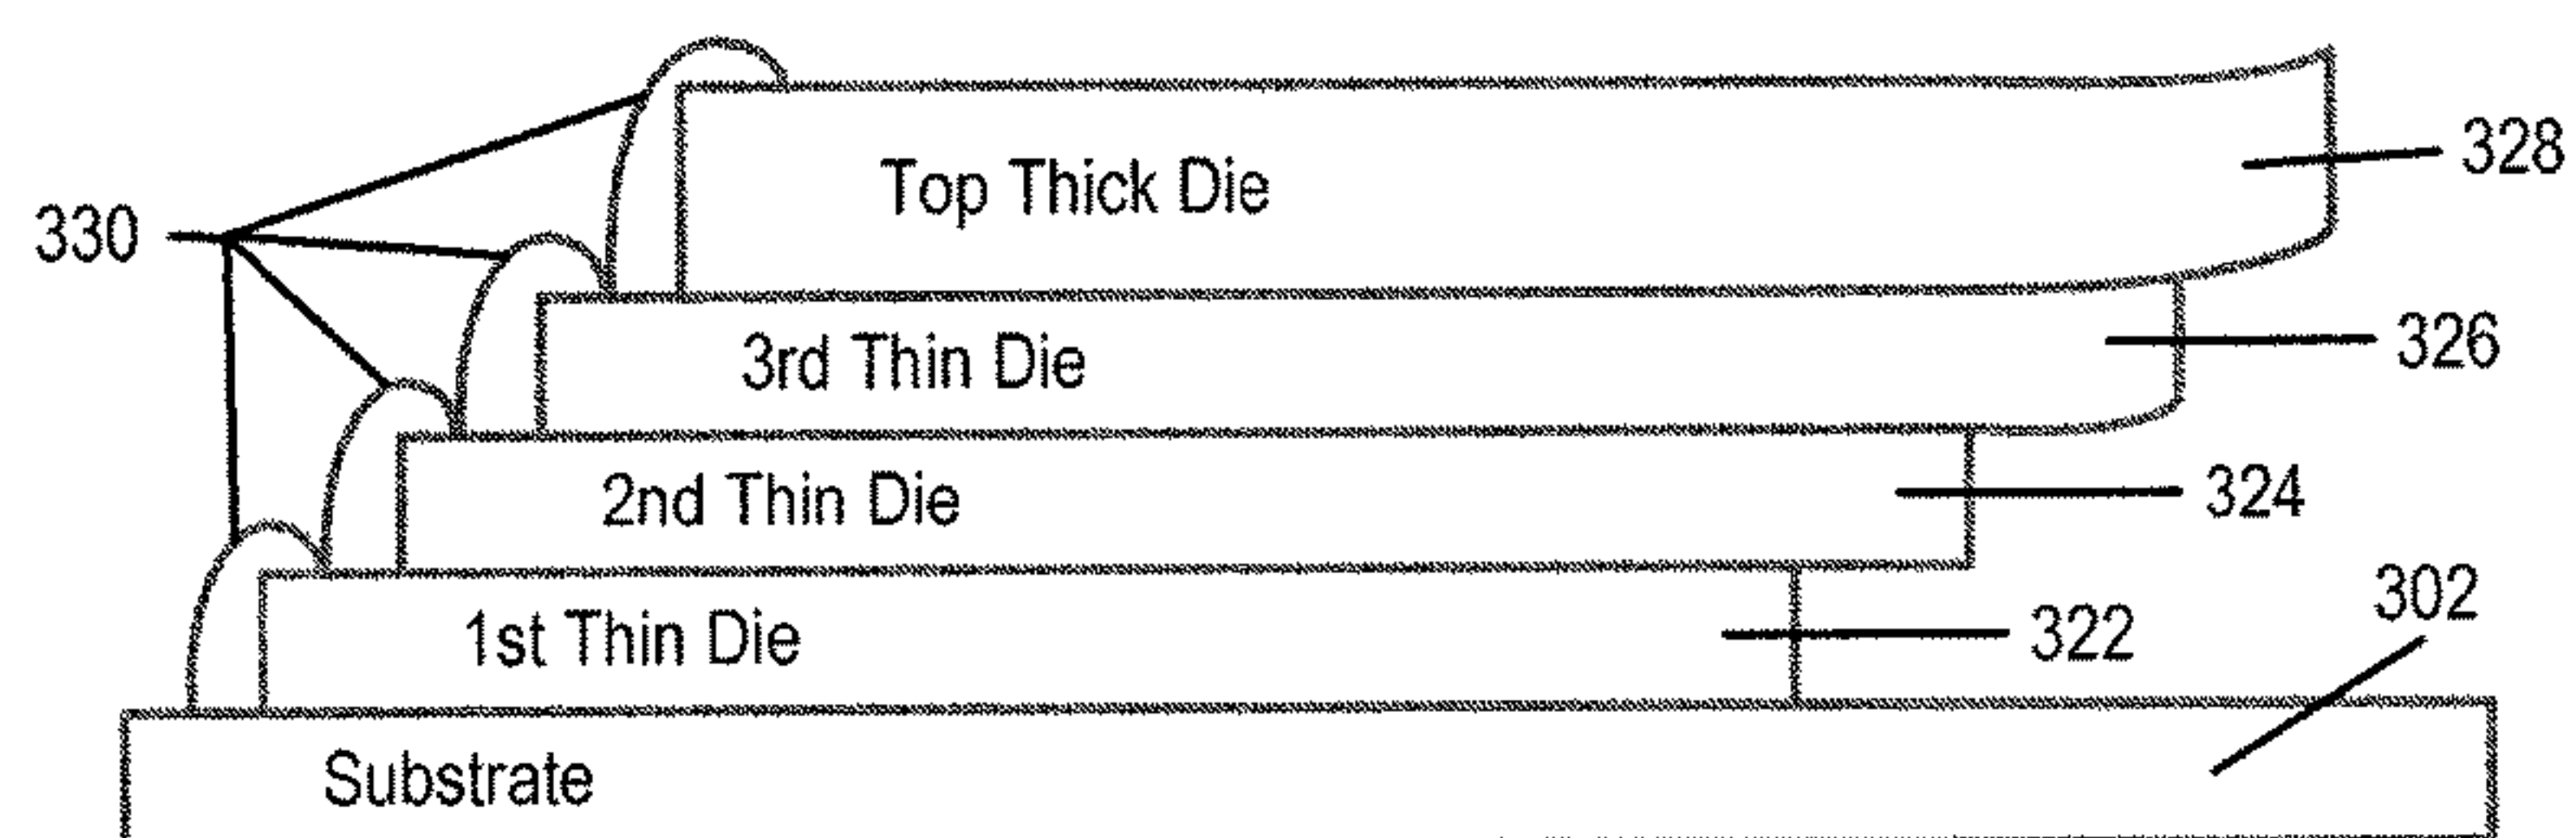 Top Thick Die
328
330
3rd Thin Die
326
2nd Thin Die
324
1st Thin Die
322
302
Substrate